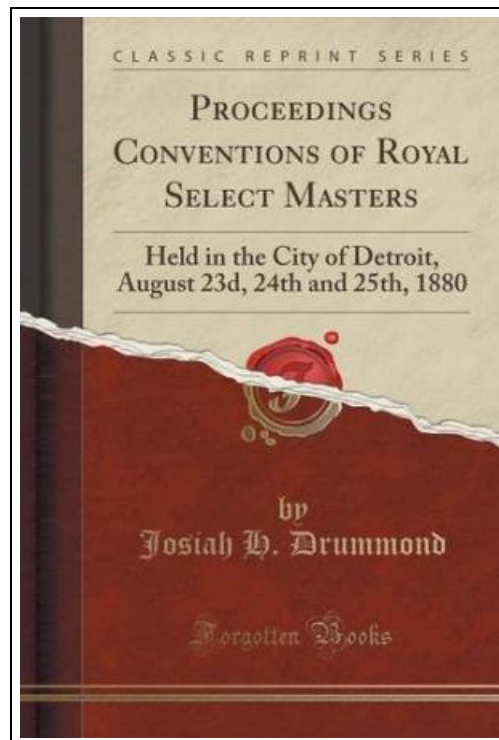 CLASSIC REPRINT SERIES
PROCEEDINGS
CONVENTIONS OF ROYAL
SELECT MASTERS
Held in the City of Detroit,
August 23d, 24th and 25th, 1880
by
Josiah H. Drummond
Forgotten Books